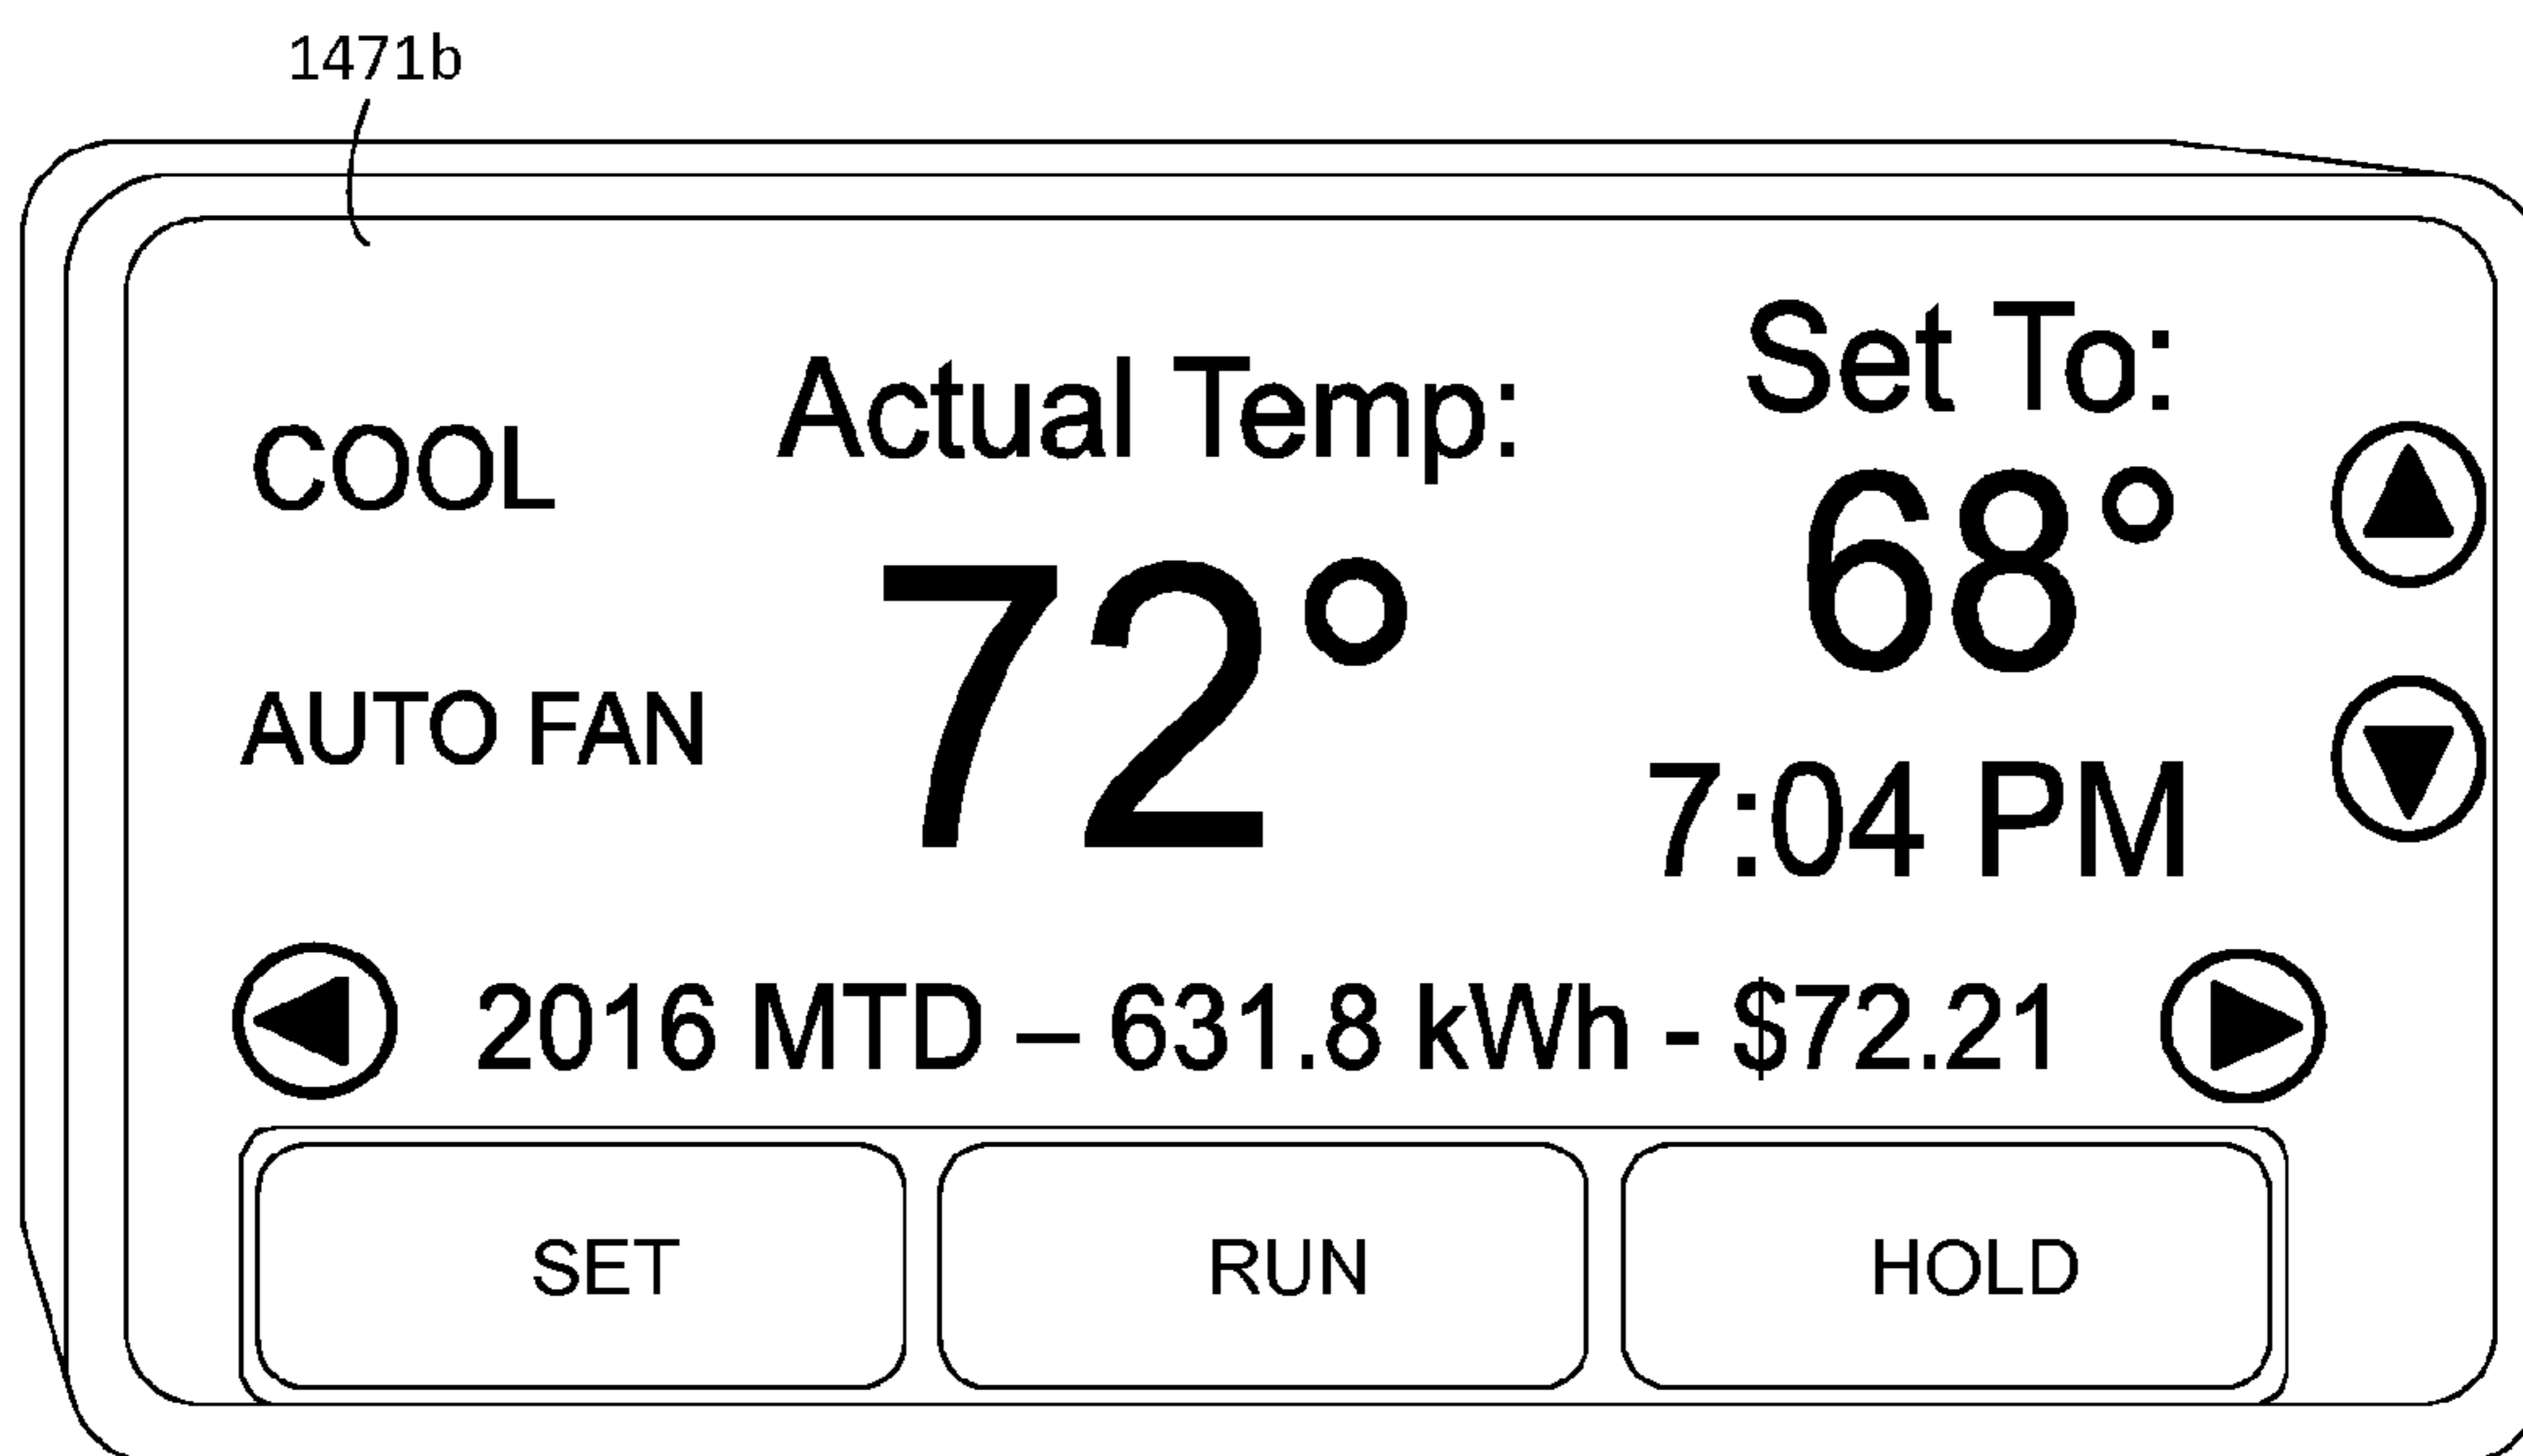 1471b
COOL
AUTO FAN
Actual Temp:
72°
Set To:
68°
7:04 PM
2016 MTD – 631.8 kWh - $72.21
SET
RUN
HOLD